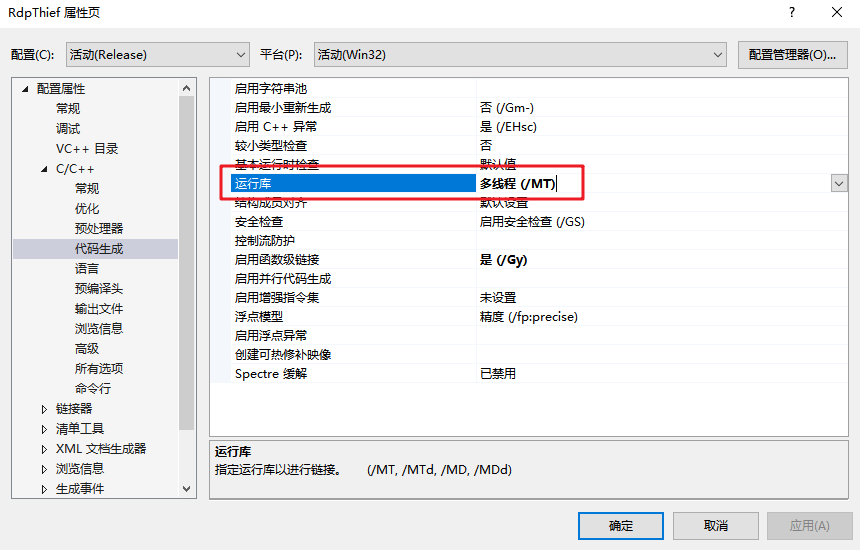 RdpThief 属性页
配置(C): 活动(Release) 平台(P): 活动(Win32) 配置管理器(O)...
配置属性
常规
调试
VC++ 目录
C/C++
常规
优化
预处理器
代码生成
语言
预编译头
输出文件
浏览信息
高级
所有选项
命令行
链接器
清单工具
XML 文档生成器
浏览信息
生成事件
启用字符串池
启用最小重新生成 否 (/Gm-)
启用 C++ 异常 是 (/EHsc)
较小类型检查 否
基本运行时检查 默认值
运行库 多线程 (/MT)
结构成员对齐 默认设置
安全检查 启用安全检查 (/GS)
控制流防护
启用函数级链接 是 (/Gy)
启用并行代码生成
启用增强指令集 未设置
浮点模型 精度 (/fp:precise)
启用浮点异常
创建可热修补映像
Spectre 缓解 已禁用
运行库
指定运行库以进行链接。 (/MT, /MTd, /MD, /MDd)
确定 取消 应用(A)